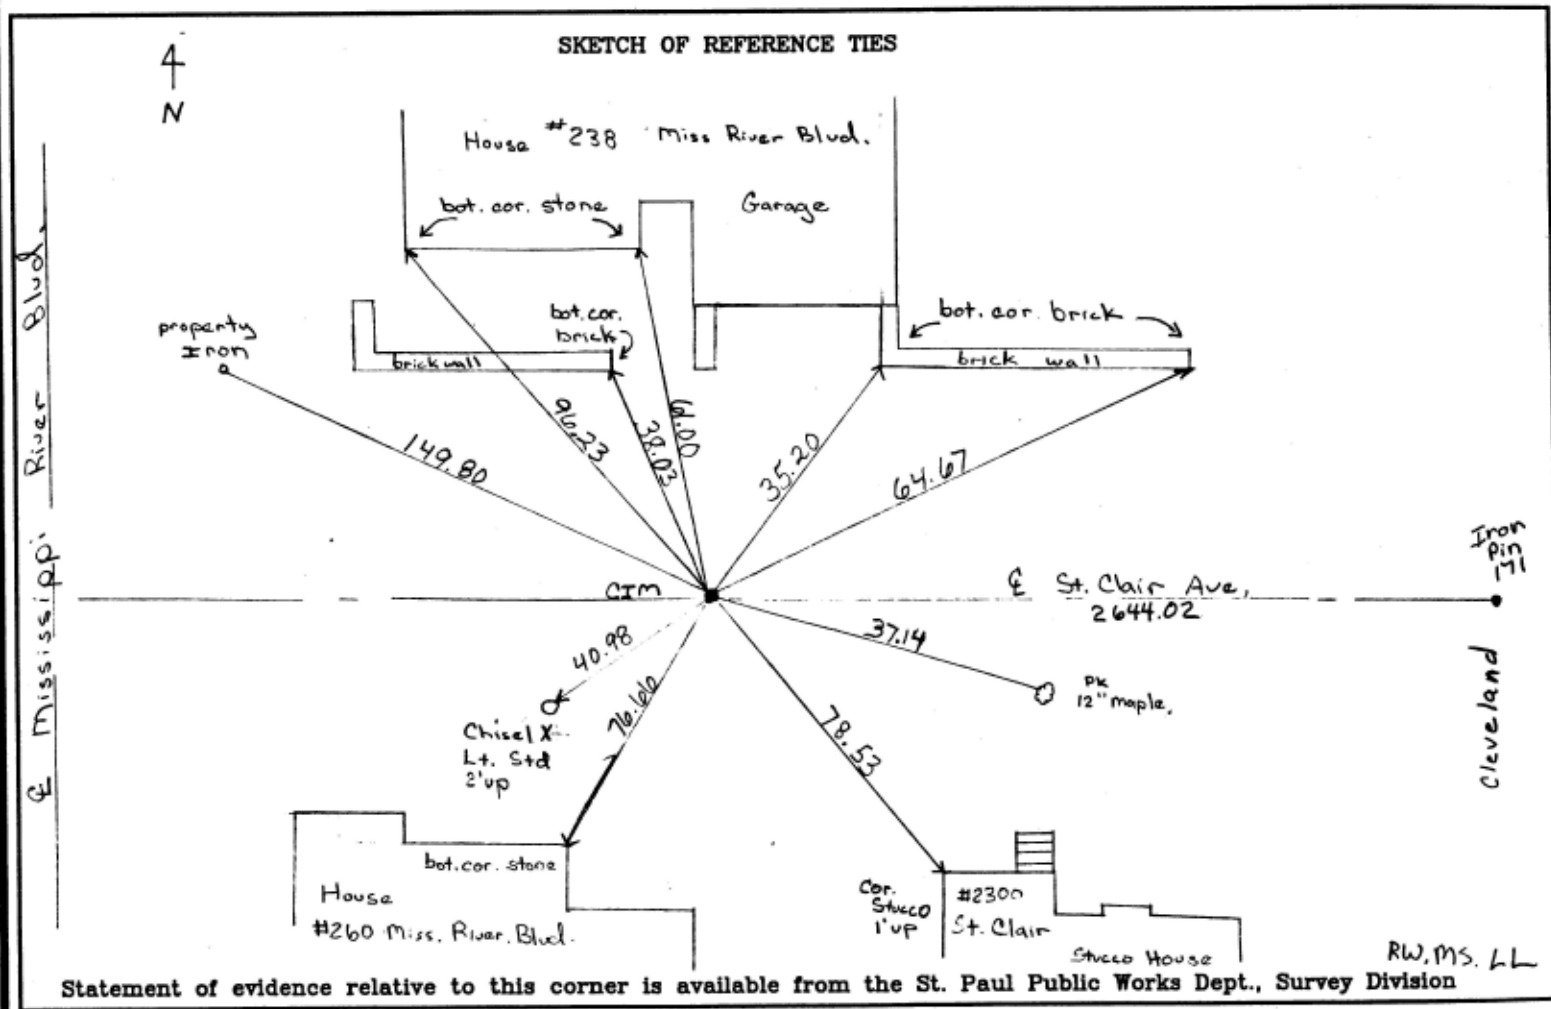 SKETCH OF REFERENCE TIES
N
House #238 Miss River Blvd.
bot. cor. stone
Garage
℄ Mississippi River Blvd.
property
Iron
bot. cor.
brick
brick wall
bot. cor. brick
brick wall
149.80
96.23
38.03
61.00
35.20
64.67
CIM
℄ St. Clair Ave.
2644.02
Iron
Pin
171
40.98
76.66
37.14
78.53
PK
12" maple.
Chisel X
Lt. Std
2'up
Cleveland
bot. cor. stone
House
#260 Miss. River. Blvd.
Cor.
Stucco
1'up
#2300
St. Clair
Stucco House
RW, MS. LL
Statement of evidence relative to this corner is available from the St. Paul Public Works Dept., Survey Division